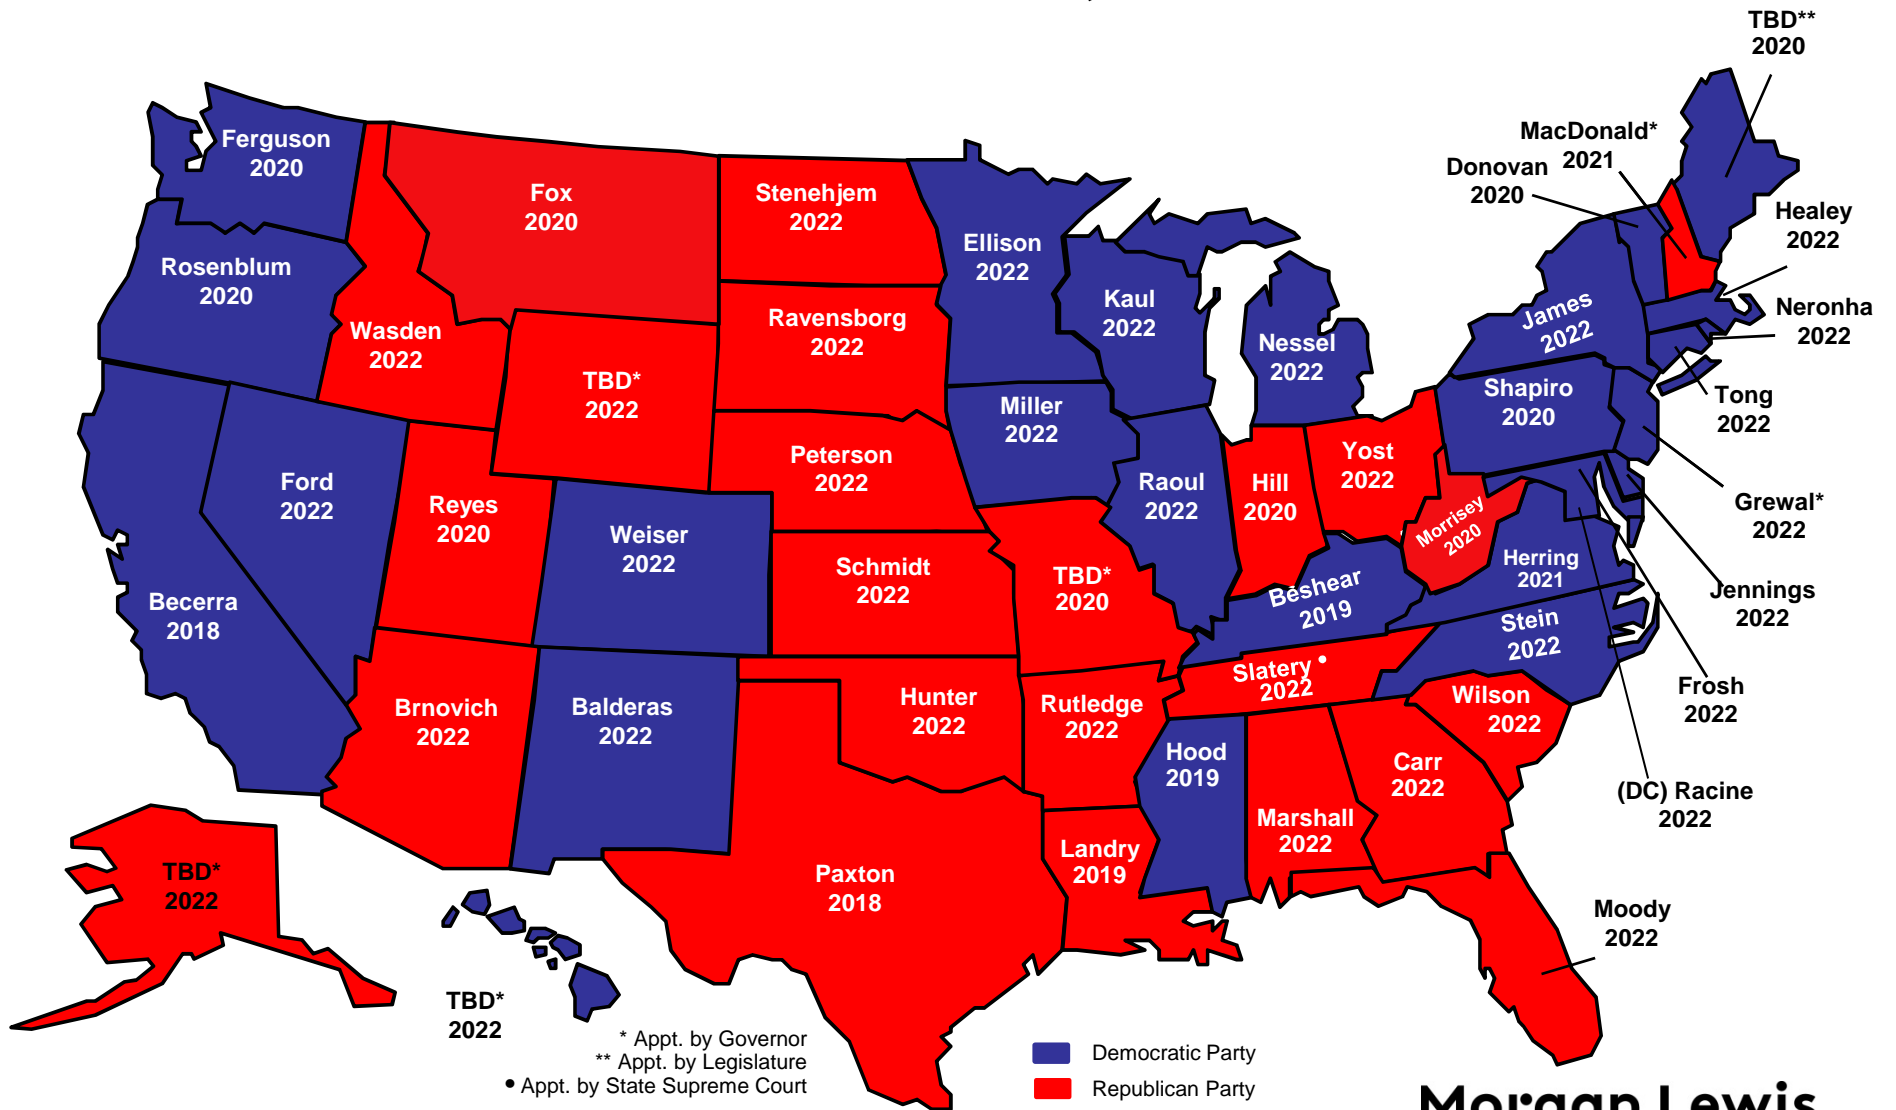 TBD**
2020
MacDonald*
2021
Donovan
2020
Healey
2022
Neronha
2022
Tong
2022
Grewal*
2022
Jennings
2022
Frosh
2022
(DC) Racine
2022
Moody
2022
Ferguson
2020
Fox
2020
Stenehjem
2022
Ellison
2022
Rosenblum
2020
Wasden
2022
Ravensborg
2022
Kaul
2022
Nessel
2022
James
2022
TBD*
2022
Miller
2022
Shapiro
2020
Peterson
2022
Ford
2022
Reyes
2020
Weiser
2022
Raoul
2022
Hill
2020
Yost
2022
Morrisey
2020
Herring
2021
Becerra
2018
Schmidt
2022
TBD*
2020
Beshear
2019
Stein
2022
Slatery •
2022
Brnovich
2022
Balderas
2022
Hunter
2022
Rutledge
2022
Wilson
2022
Hood
2019
Carr
2022
Marshall
2022
Landry
2019
Paxton
2018
TBD*
2022
TBD*
2022
* Appt. by Governor
** Appt. by Legislature
• Appt. by State Supreme Court
Democratic Party
Republican Party
Morgan Lewis